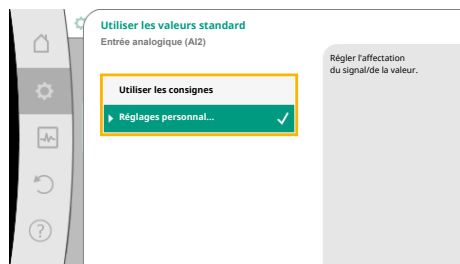 Utiliser les valeurs standard
Entrée analogique (AI2)
Régler l'affectation
du signal/de la valeur.
Utiliser les consignes
Réglages personnal...
?